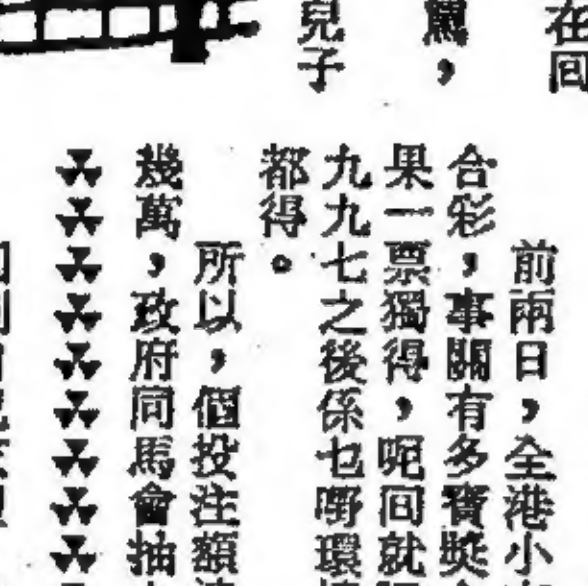 在回
罵，
兒子
前兩日，全港小
合彩，事關有多寶獎
果一票獨得，呢回就
九九七之後係乜嘢環
都得。
所以，個投注額
幾萬，政府同馬會抽